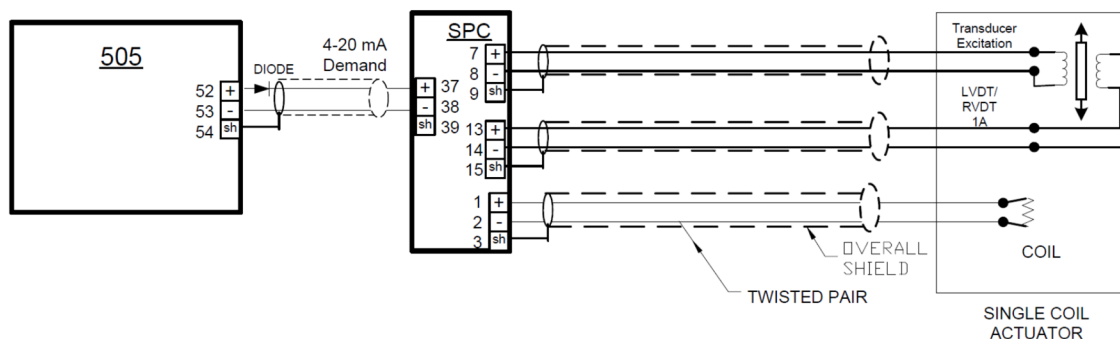 505
DIODE
4-20 mA
Demand
52 +
53 -
54 sh
SPC
+ 37
- 38
sh 39
7 +
8 -
9 sh
13 +
14 -
15 sh
1 +
2 -
3 sh
Transducer
Excitation
LVDT/
RVDT
1A
COIL
OVERALL
SHIELD
TWISTED PAIR
SINGLE COIL
ACTUATOR